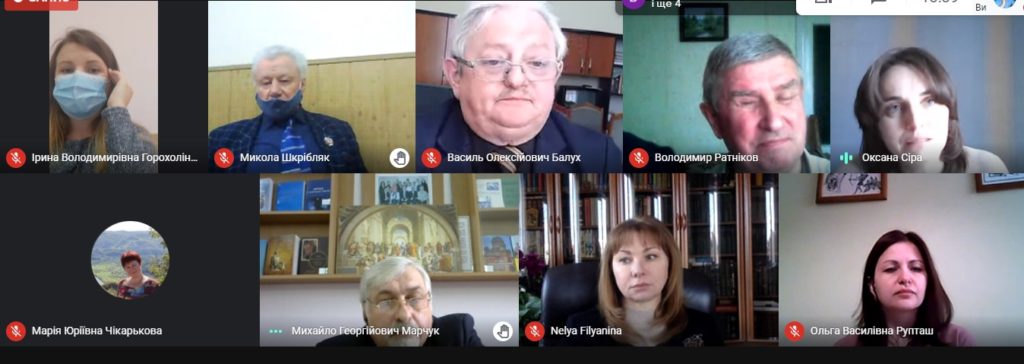 і ще 4
Ви
Ірина Володимирівна Горохолін...
Микола Шкрібляк
Василь Олексійович Балух
Володимир Ратніков
Оксана Сіра
Марія Юріївна Чікарькова
Михайло Георгійович Марчук
Nelya Filyanina
Ольга Василівна Рупташ